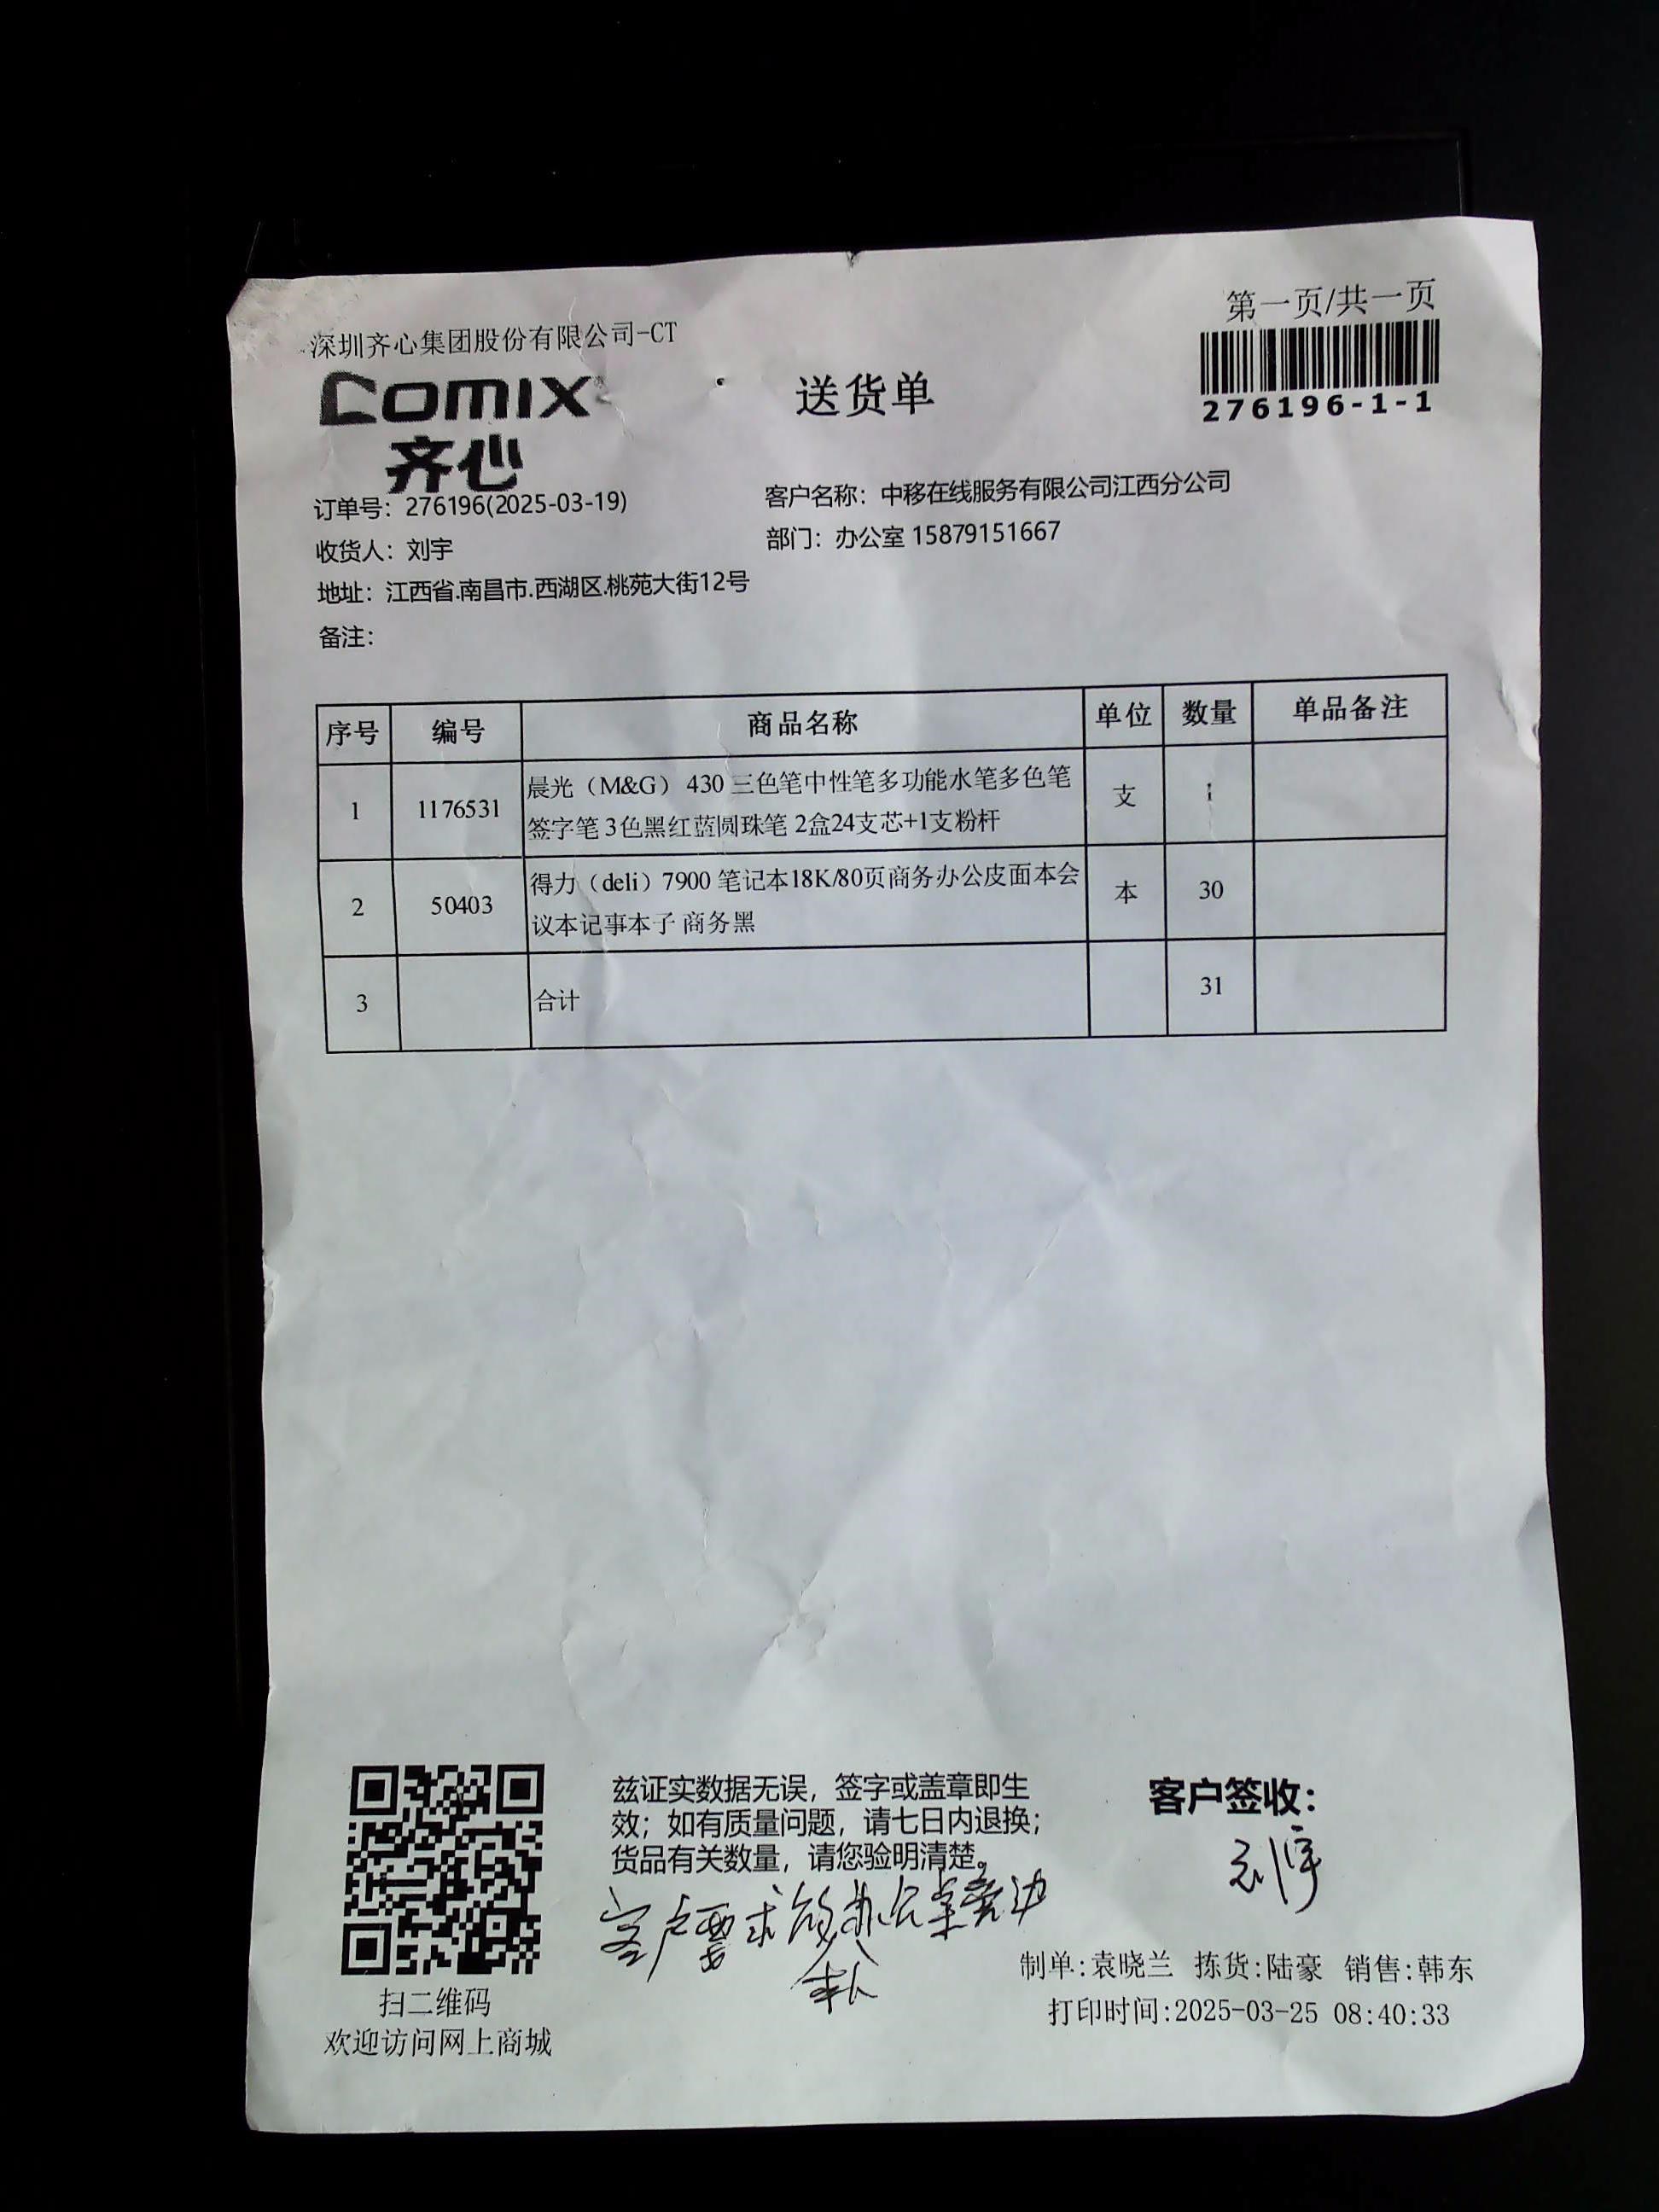 第一页/共一页
深圳齐心集团股份有限公司-CT
comix
齐心
送货单
276196-1-1
订单号：276196(2025-03-19)
客户名称：中移在线服务有限公司江西分公司
收货人：刘宇
部门：办公室 15879151667
地址：江西省.南昌市.西湖区.桃苑大街12号
备注：
序号 编号 商品名称 单位 数量 单品备注
1 1176531 晨光（M&G） 430 三色笔中性笔多功能水笔多色笔 支 1
签字笔 3色黑红蓝圆珠笔 2盒24支芯+1支粉杆
2 50403 得力（deli）7900 笔记本18K/80页商务办公皮面本会 本 30
议本记事本子 商务黑
3 合计 31
兹证实数据无误，签字或盖章即生
效；如有质量问题，请七日内退换；
货品有关数量，请您验明清楚。
客户签收：
刘宇
客户要求放办公桌旁边
扫二维码
欢迎访问网上商城
制单:袁晓兰 拣货:陆豪 销售:韩东
打印时间:2025-03-25 08:40:33